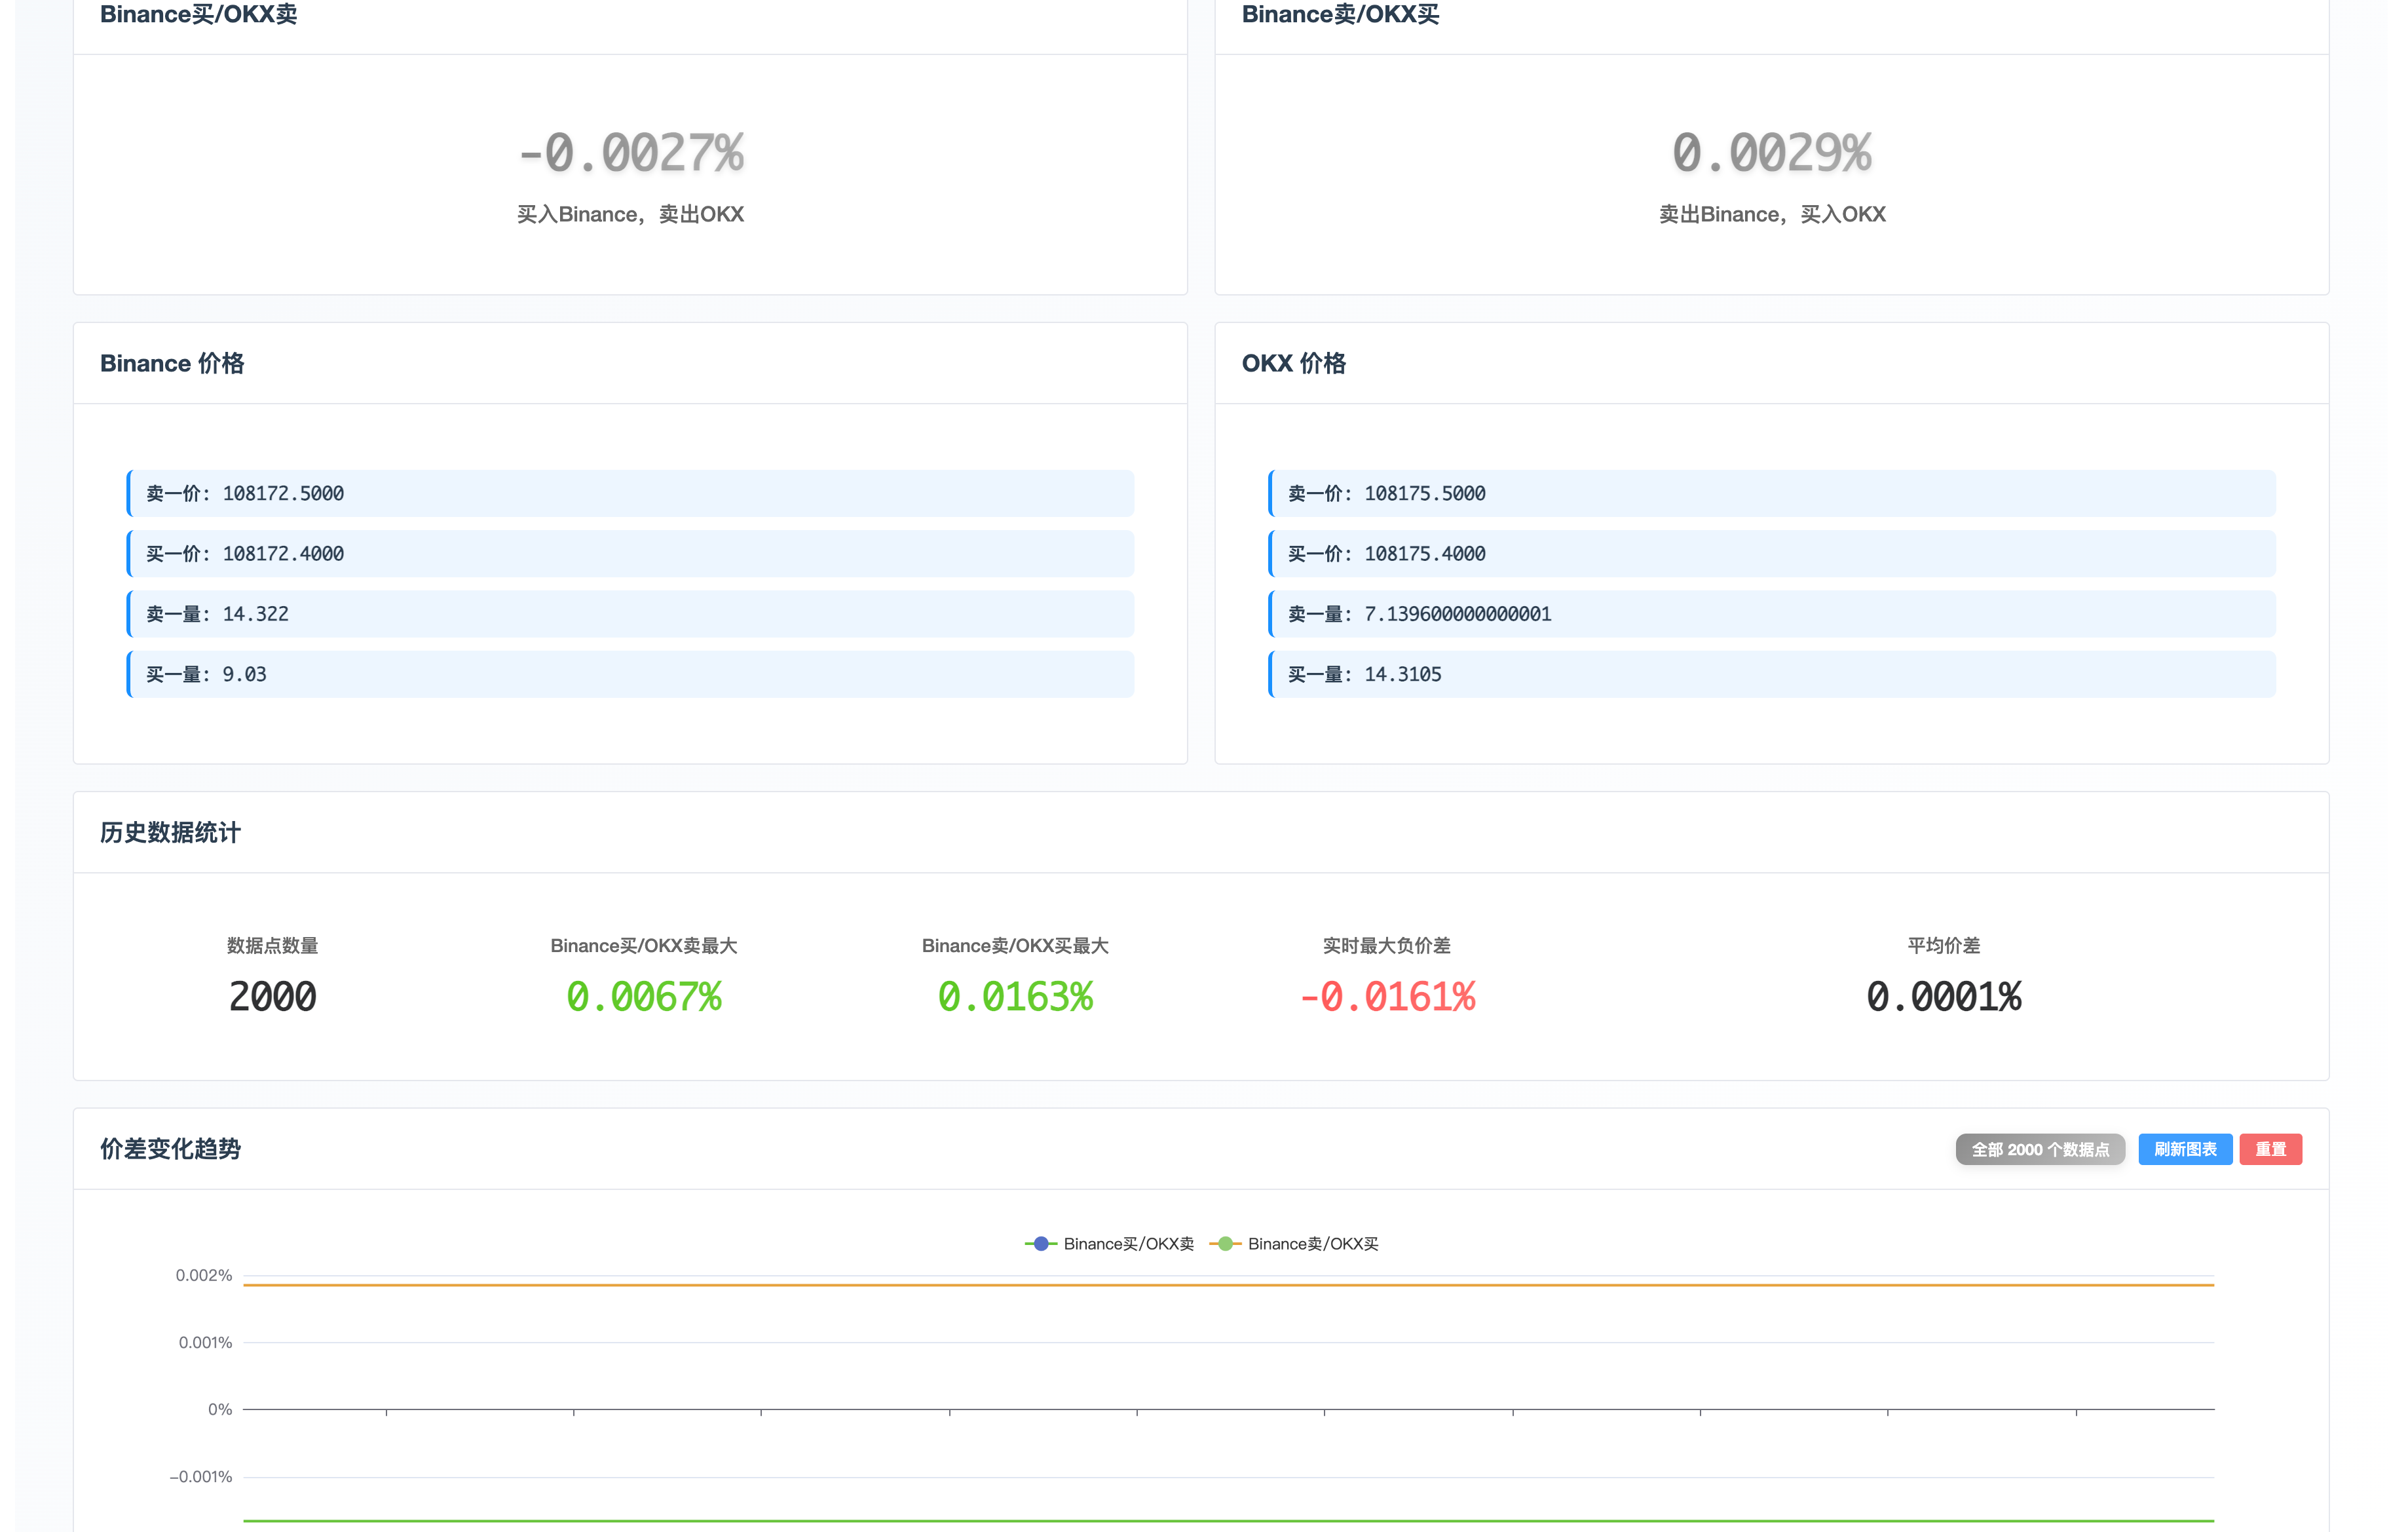 Binance买/OKX卖
Binance卖/OKX买
-0.0027%
买入Binance，卖出OKX
0.0029%
卖出Binance，买入OKX
Binance 价格
卖一价: 108172.5000
买一价: 108172.4000
卖一量: 14.322
买一量: 9.03
OKX 价格
卖一价: 108175.5000
买一价: 108175.4000
卖一量: 7.139600000000001
买一量: 14.3105
历史数据统计
数据点数量
2000
Binance买/OKX卖最大
0.0067%
Binance卖/OKX买最大
0.0163%
实时最大负价差
-0.0161%
平均价差
0.0001%
价差变化趋势
全部 2000 个数据点
刷新图表
重置
Binance买/OKX卖
Binance卖/OKX买
0.002%
0.001%
0%
-0.001%